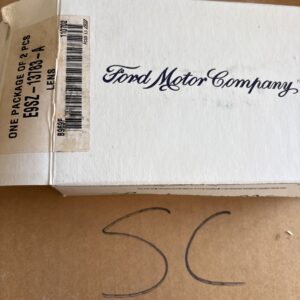 ONE PACKAGE OF 2 PCS
E9SZ-13783-A
LENS
Ford Motor Company
SC